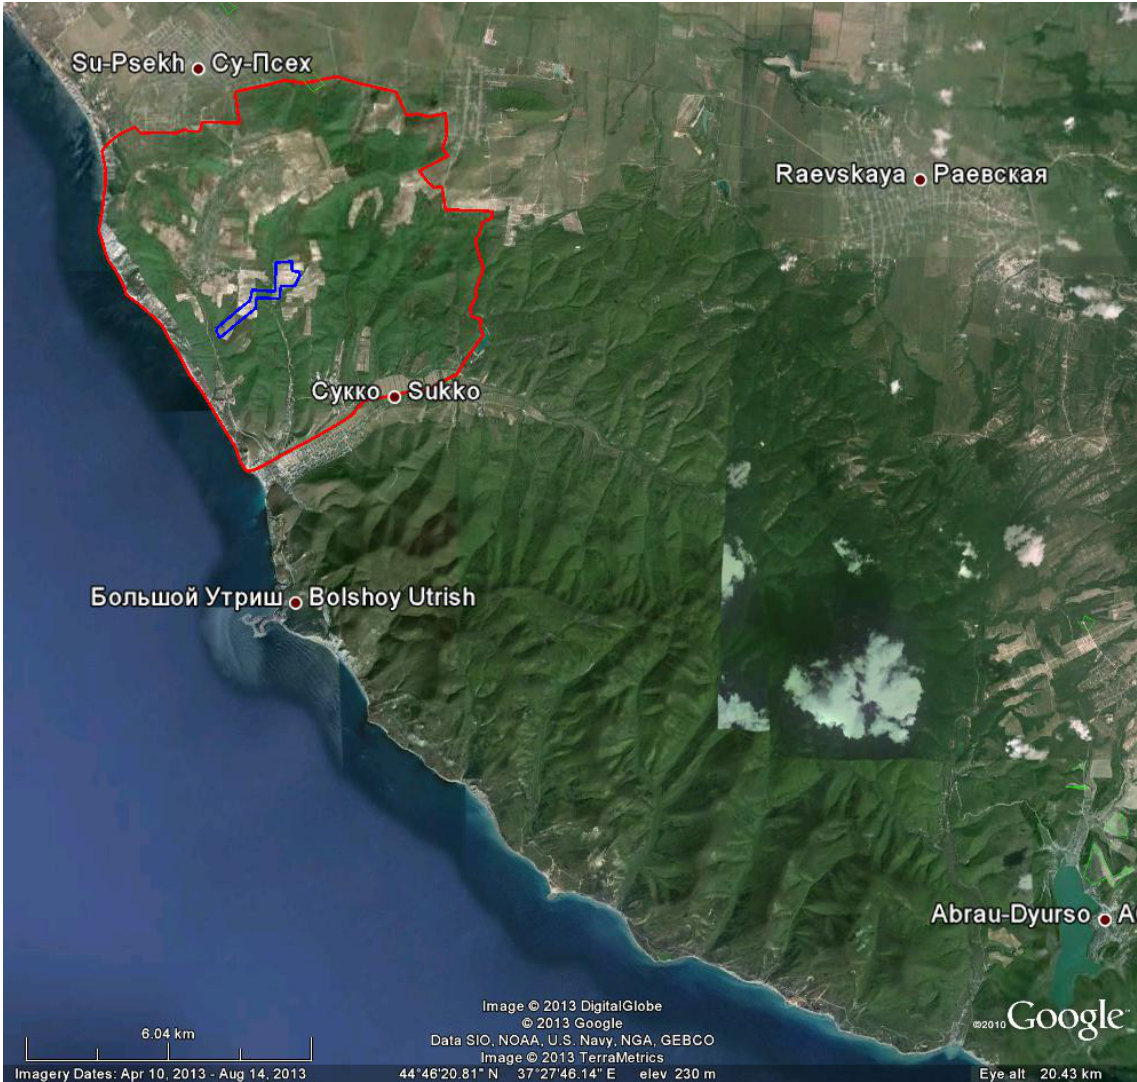 Su-Psekh Су-Псех
Raevskaya Раевская
Сукко Sukko
Большой Утриш Bolshoy Utrish
Abrau-Dyurso А
Image © 2013 DigitalGlobe
© 2013 Google
Data SIO, NOAA, U.S. Navy, NGA, GEBCO
Image © 2013 TerraMetrics
©2010 Google
6.04 km
Imagery Dates: Apr 10, 2013 - Aug 14, 2013 44°46'20.81" N 37°27'46.14" E elev 230 m Eye alt 20.43 km